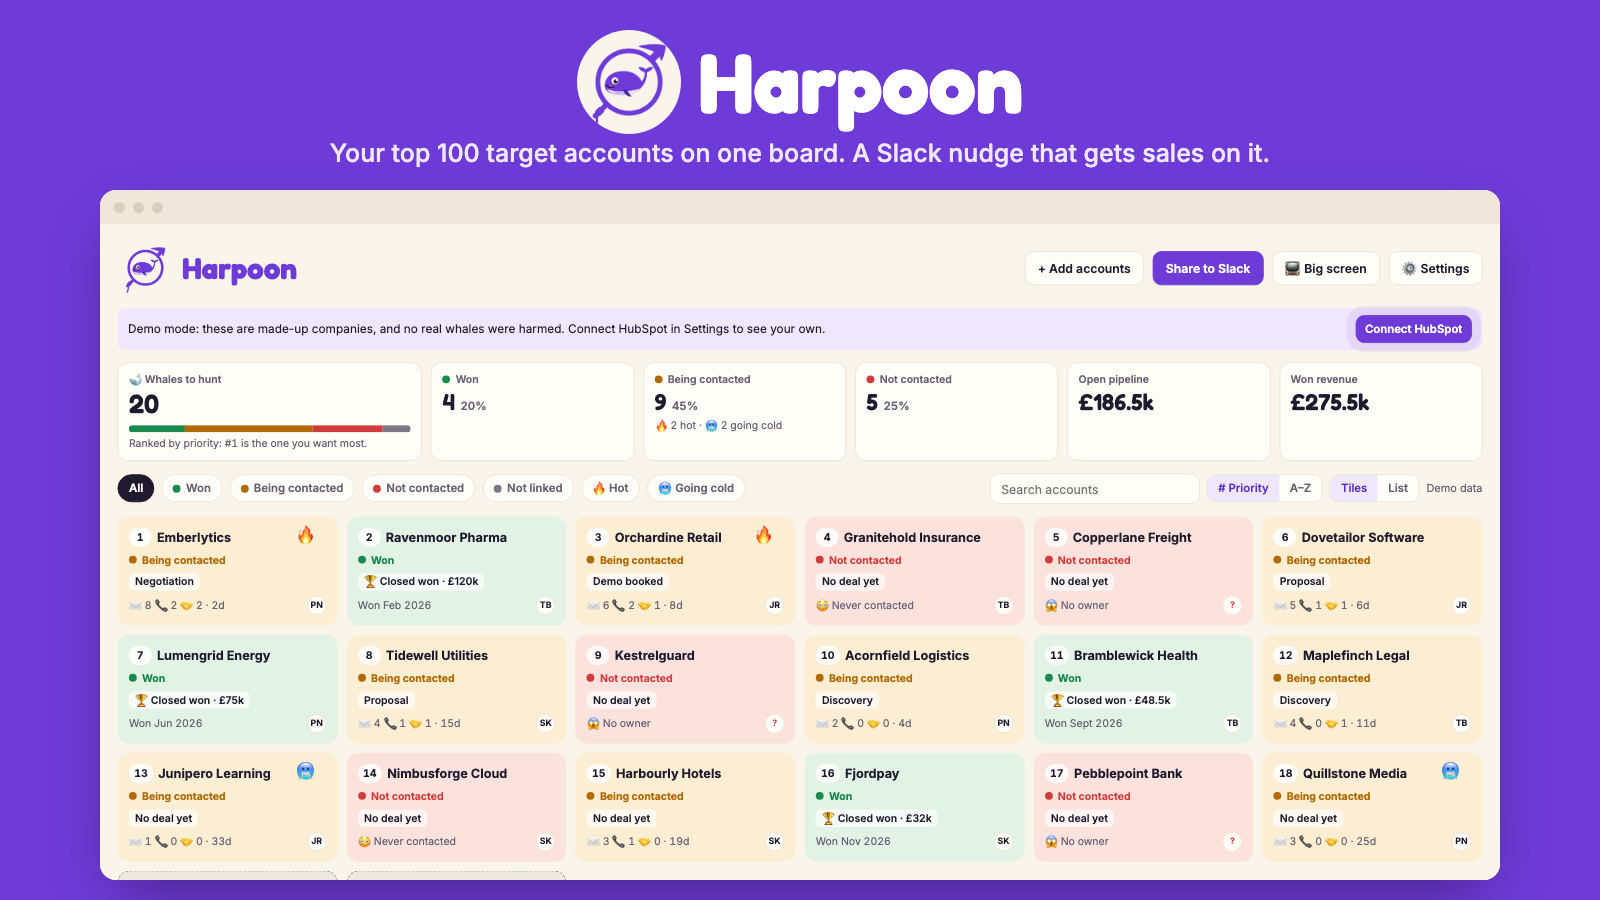 Harpoon
Your top 100 target accounts on one board. A Slack nudge that gets sales on it.
Harpoon
+ Add accounts
Share to Slack
Big screen
Settings
Demo mode: these are made-up companies, and no real whales were harmed. Connect HubSpot in Settings to see your own.
Connect HubSpot
Whales to hunt
20
Ranked by priority: #1 is the one you want most.
Won
4 20%
Being contacted
9 45%
🔥 2 hot · 🥶 2 going cold
Not contacted
5 25%
Open pipeline
£186.5k
Won revenue
£275.5k
All
Won
Being contacted
Not contacted
Not linked
🔥 Hot
🥶 Going cold
Search accounts
# Priority
A–Z
Tiles
List
Demo data
1 Emberlytics 🔥
Being contacted
Negotiation
✉️ 8 📞 2 🤝 2 · 2d
PN
2 Ravenmoor Pharma
Won
🏆 Closed won · £120k
Won Feb 2026
TB
3 Orchardine Retail 🔥
Being contacted
Demo booked
✉️ 6 📞 2 🤝 1 · 8d
JR
4 Granitehold Insurance
Not contacted
No deal yet
😳 Never contacted
TB
5 Copperlane Freight
Not contacted
No deal yet
😱 No owner
?
6 Dovetailor Software
Being contacted
Proposal
✉️ 5 📞 1 🤝 1 · 6d
JR
7 Lumengrid Energy
Won
🏆 Closed won · £75k
Won Jun 2026
PN
8 Tidewell Utilities
Being contacted
Proposal
✉️ 4 📞 1 🤝 1 · 15d
SK
9 Kestrelguard
Not contacted
No deal yet
😱 No owner
?
10 Acornfield Logistics
Being contacted
Discovery
✉️ 2 📞 0 🤝 0 · 4d
PN
11 Bramblewick Health
Won
🏆 Closed won · £48.5k
Won Sept 2026
TB
12 Maplefinch Legal
Being contacted
Discovery
✉️ 4 📞 0 🤝 1 · 11d
TB
13 Junipero Learning 🥶
Being contacted
No deal yet
✉️ 1 📞 0 🤝 0 · 33d
JR
14 Nimbusforge Cloud
Not contacted
No deal yet
😳 Never contacted
SK
15 Harbourly Hotels
Being contacted
No deal yet
✉️ 3 📞 1 🤝 0 · 19d
SK
16 Fjordpay
Won
🏆 Closed won · £32k
Won Nov 2026
SK
17 Pebblepoint Bank
Not contacted
No deal yet
😱 No owner
?
18 Quillstone Media 🥶
Being contacted
No deal yet
✉️ 3 📞 0 🤝 0 · 25d
PN